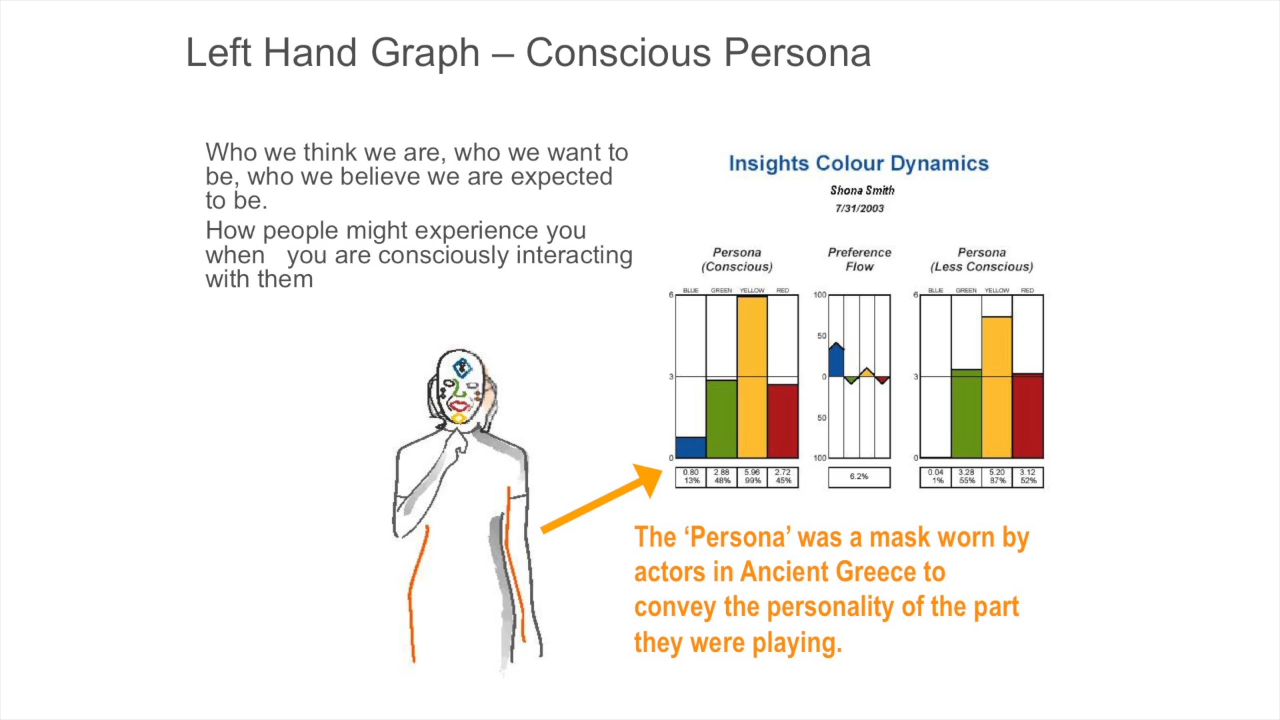 Left Hand Graph – Conscious Persona
Who we think we are, who we want to
be, who we believe we are expected
to be.
How people might experience you
when   you are consciously interacting
with them
Insights Colour Dynamics
Shona Smith
7/31/2003
Persona
(Conscious)
Preference
Flow
Persona
(Less Conscious)
BLUE GREEN YELLOW RED
6
3
0
100
50
0
50
100
BLUE GREEN YELLOW RED
6
3
0
0.80 2.88 5.96 2.72
13% 48% 99% 45%
6.2%
0.04 3.28 5.20 3.12
1% 55% 87% 52%
The ‘Persona’ was a mask worn by
actors in Ancient Greece to
convey the personality of the part
they were playing.